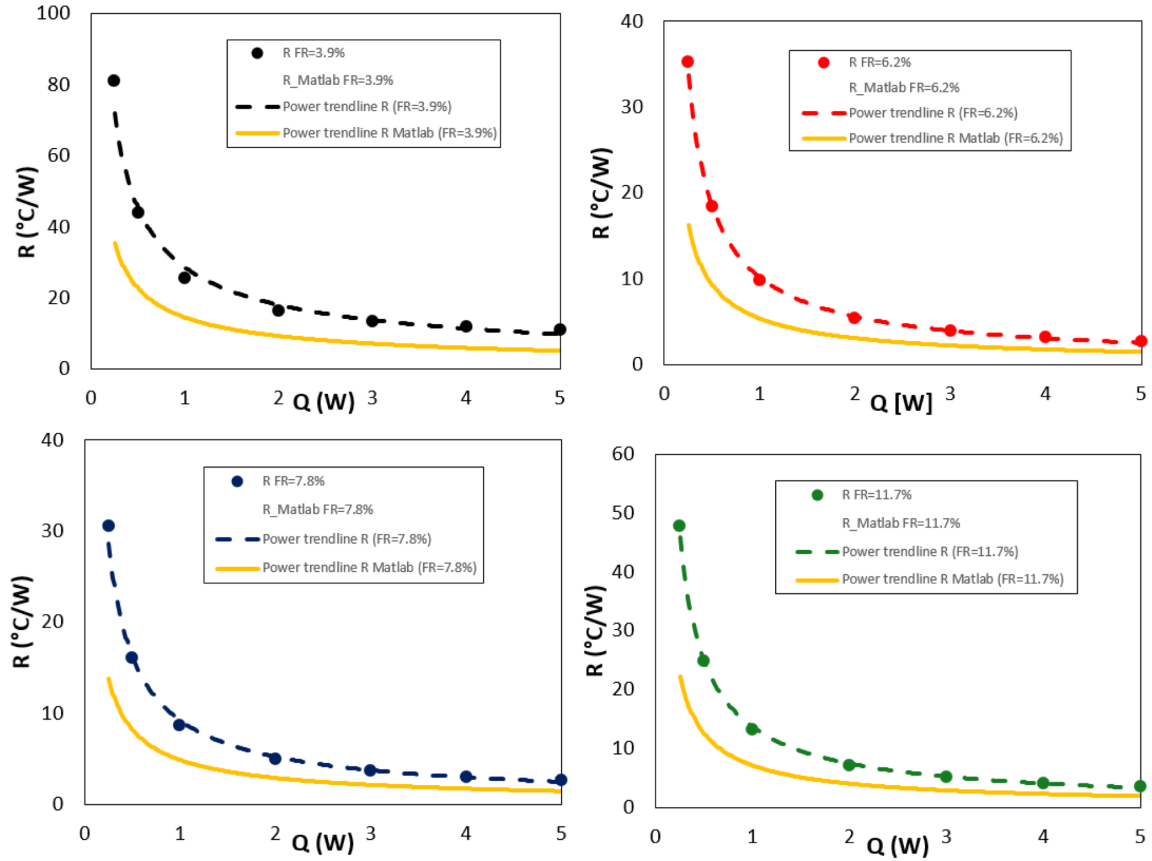 100
80
60
40
20
0
R (°C/W)
R FR=3.9%
R_Matlab FR=3.9%
Power trendline R (FR=3.9%)
Power trendline R Matlab (FR=3.9%)
0 1 2 3 4 5
Q (W)
40
30
20
10
0
R (°C/W)
R FR=6.2%
R_Matlab FR=6.2%
Power trendline R (FR=6.2%)
Power trendline R Matlab (FR=6.2%)
0 1 2 3 4 5
Q [W]
40
30
20
10
0
R (°C/W)
R FR=7.8%
R_Matlab FR=7.8%
Power trendline R (FR=7.8%)
Power trendline R Matlab (FR=7.8%)
0 1 2 3 4 5
Q (W)
60
50
40
30
20
10
0
R (°C/W)
R FR=11.7%
R_Matlab FR=11.7%
Power trendline R (FR=11.7%)
Power trendline R Matlab (FR=11.7%)
0 1 2 3 4 5
Q (W)